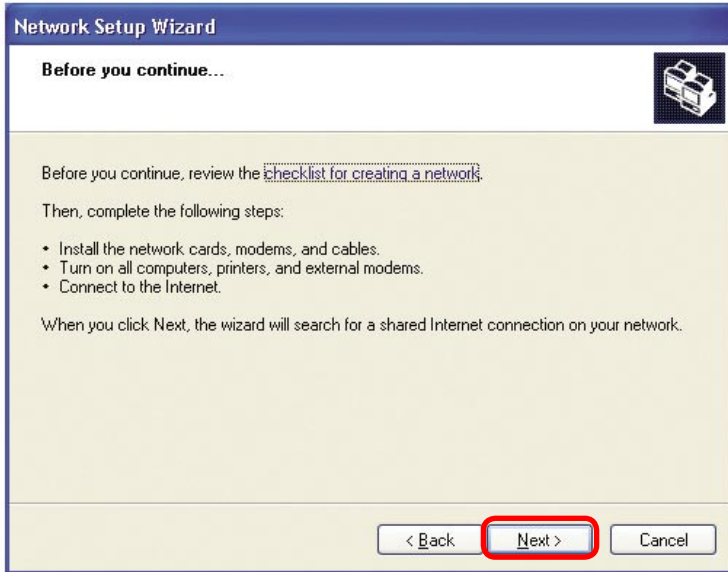 Network Setup Wizard
Before you continue...
Before you continue, review the checklist for creating a network.
Then, complete the following steps:
• Install the network cards, modems, and cables.
• Turn on all computers, printers, and external modems.
• Connect to the Internet.
When you click Next, the wizard will search for a shared Internet connection on your network.
< Back Next > Cancel